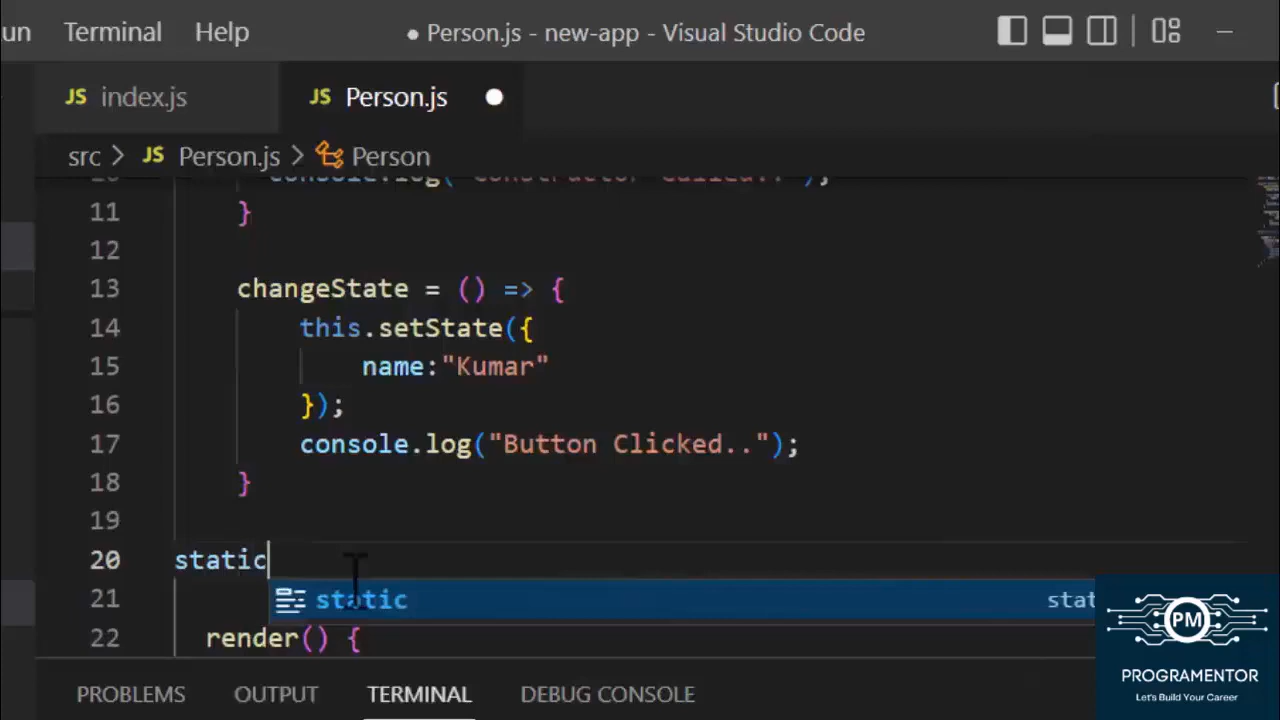 Terminal Help ● Person.js - new-app - Visual Studio Code
JS index.js JS Person.js
src > JS Person.js > Person
11 }
12
13 changeState = () => {
14 this.setState({
15 name:"Kumar"
16 });
17 console.log("Button Clicked..");
18 }
19
20 static
21 static
22 render() {
PROBLEMS OUTPUT TERMINAL DEBUG CONSOLE
PM
PROGRAMENTOR
Let's Build Your Career